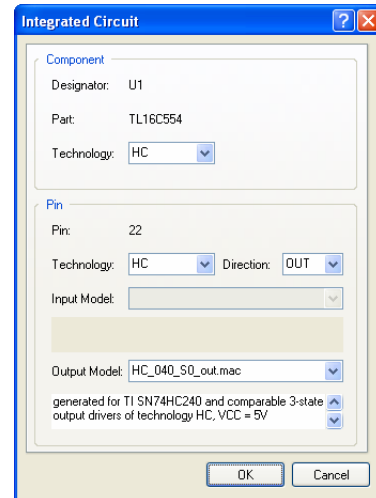 Integrated Circuit
Component
Designator: U1
Part: TL16C554
Technology: HC
Pin
Pin: 22
Technology: HC Direction: OUT
Input Model:
Output Model: HC_040_S0_out.mac
generated for TI SN74HC240 and comparable 3-state
output drivers of technology HC, VCC = 5V
OK Cancel